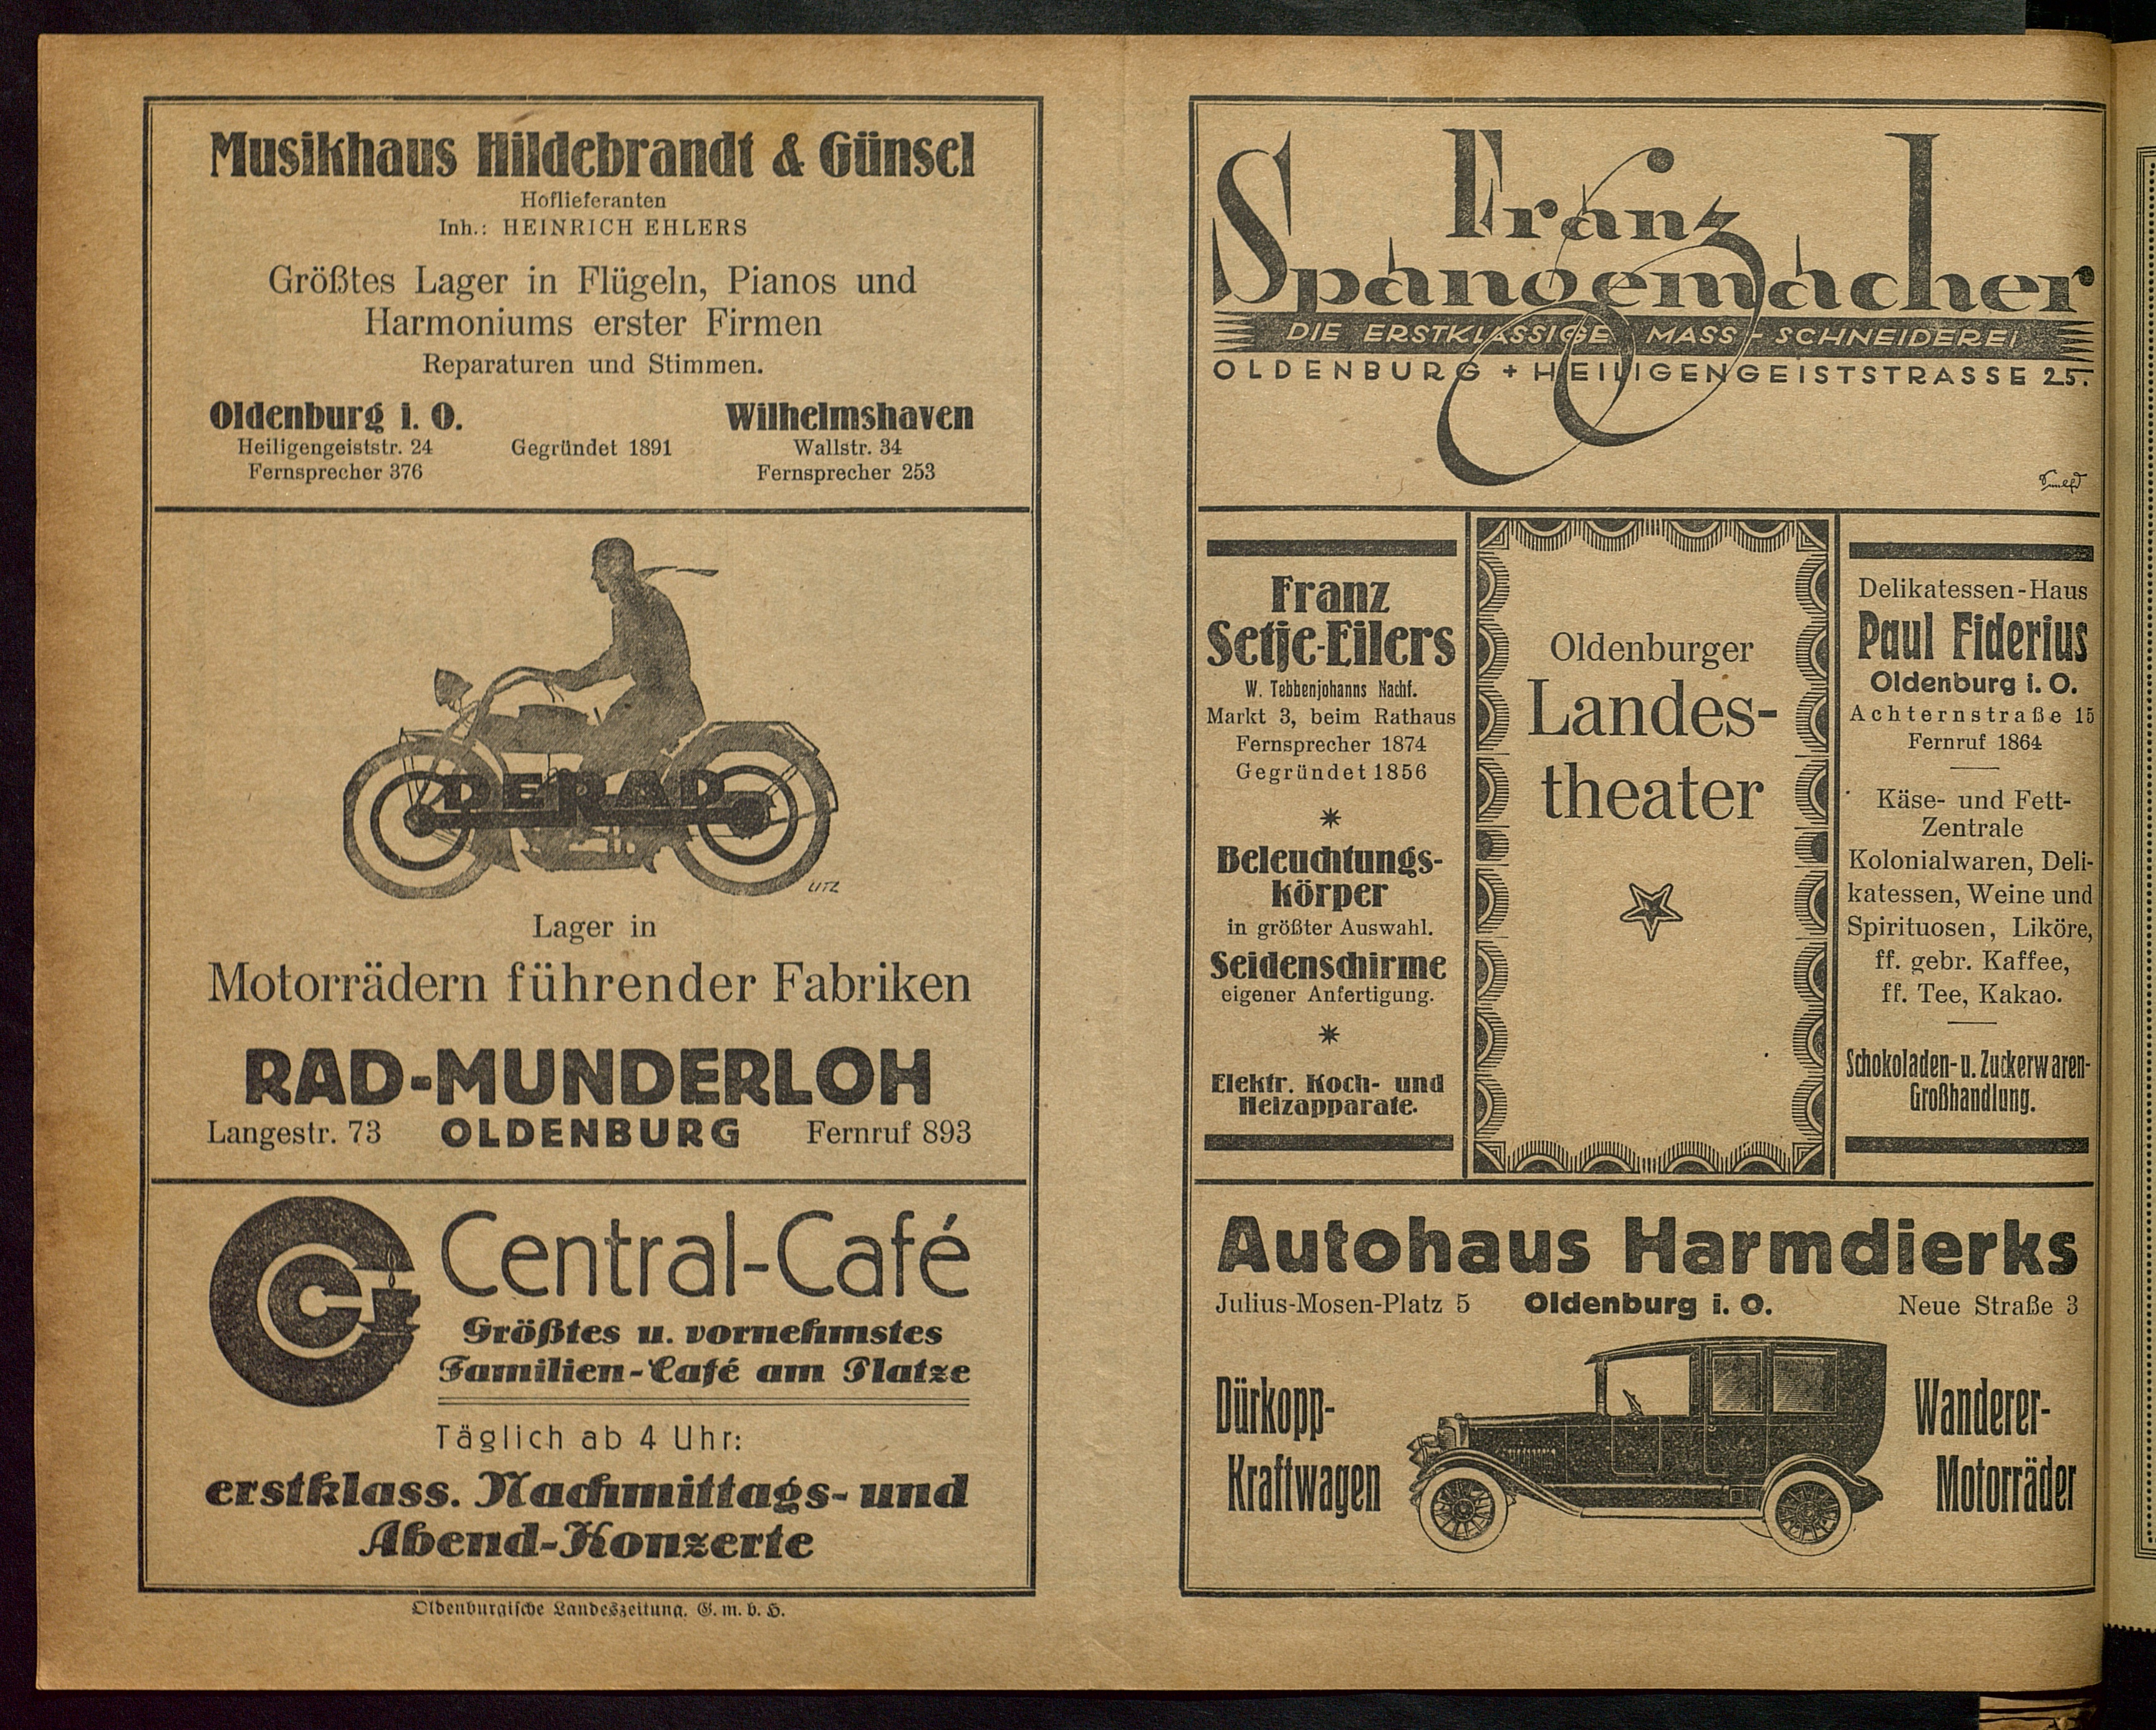 Musikhaus Hildebrandt & Günsel
Hoflieferanten
Inh.: HEINRICH EHLERS
Größtes Lager in Flügeln, Pianos und
Harmoniums erster Firmen
Reparaturen und Stimmen.
Oldenburg i. O.
Heiligengeiststr. 24
Fernsprecher 376
Gegründet 1891
Wilhelmshaven
Wallstr. 34
Fernsprecher 253
DERAD
UTZ
Lager in
Motorrädern führender Fabriken
RAD-MUNDERLOH
Langestr. 73 OLDENBURG Fernruf 893
CC
Central-Café
Größtes u. vornehmstes
Familien-Café am Platze
Täglich ab 4 Uhr:
erstklass. Nachmittags- und
Abend-Konzerte
Oldenburgische Landeszeitung, G. m. b. H.
Franz
Spangemacher
DIE ERSTKLASSIGE MASS-SCHNEIDEREI
OLDENBURG + HEILIGENGEISTSTRASSE 25.
Franz
Setje-Eilers
W. Tebbenjohanns Nachf.
Markt 3, beim Rathaus
Fernsprecher 1874
Gegründet 1856
Beleuchtungs-
körper
in größter Auswahl.
Seidenschirme
eigener Anfertigung.
Elektr. Koch- und
Heizapparate.
Oldenburger
Landes-
theater
Delikatessen-Haus
Paul Fiderius
Oldenburg i. O.
Achternstraße 15
Fernruf 1864
Käse- und Fett-
Zentrale
Kolonialwaren, Deli-
katessen, Weine und
Spirituosen, Liköre,
ff. gebr. Kaffee,
ff. Tee, Kakao.
Schokoladen- u. Zuckerwaren-
Großhandlung.
Autohaus Harmdierks
Julius-Mosen-Platz 5 Oldenburg i. O. Neue Straße 3
Dürkopp-
Kraftwagen
Wanderer-
Motorräder